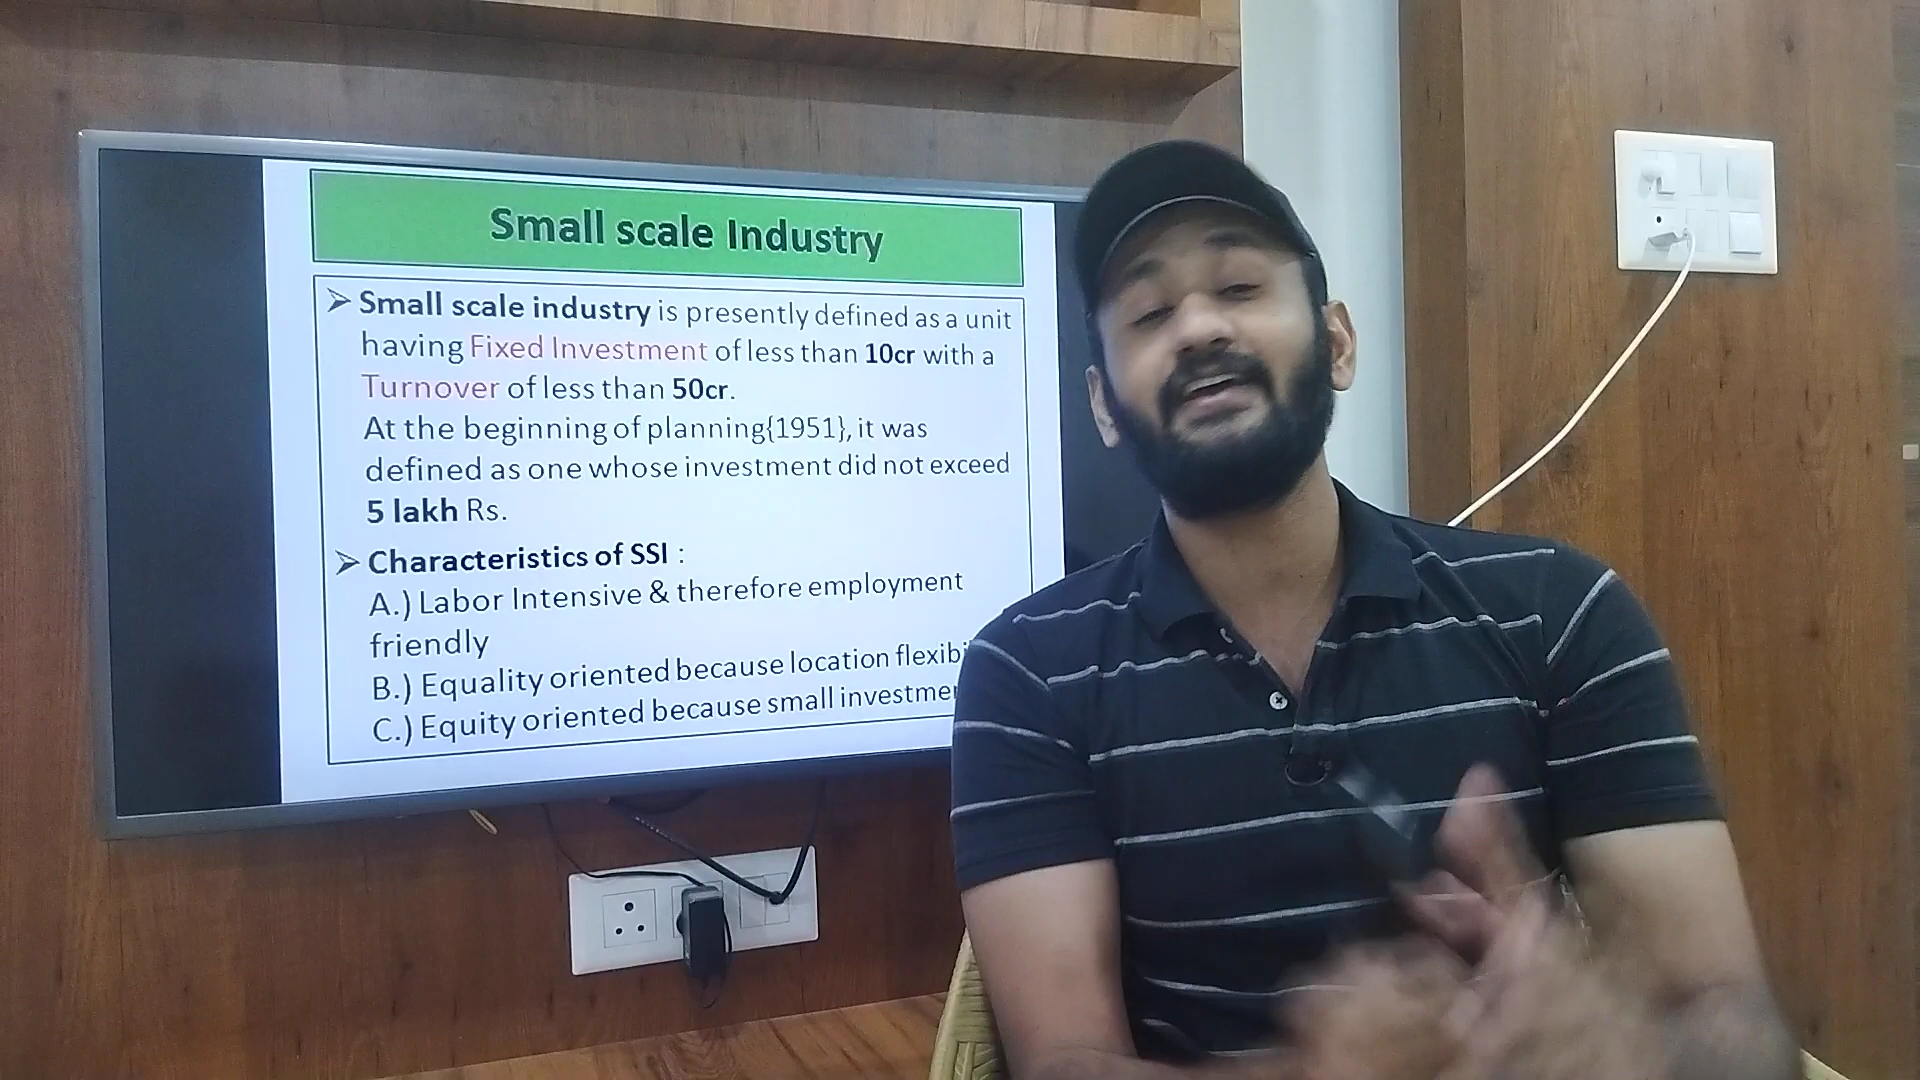 Small scale Industry
➢ Small scale industry is presently defined as a unit
having Fixed Investment of less than 10cr with a
Turnover of less than 50cr.
At the beginning of planning{1951}, it was
defined as one whose investment did not exceed
5 lakh Rs.
➢ Characteristics of SSI :
A.) Labor Intensive & therefore employment
friendly
B.) Equality oriented because location
C.) Equity oriented because small